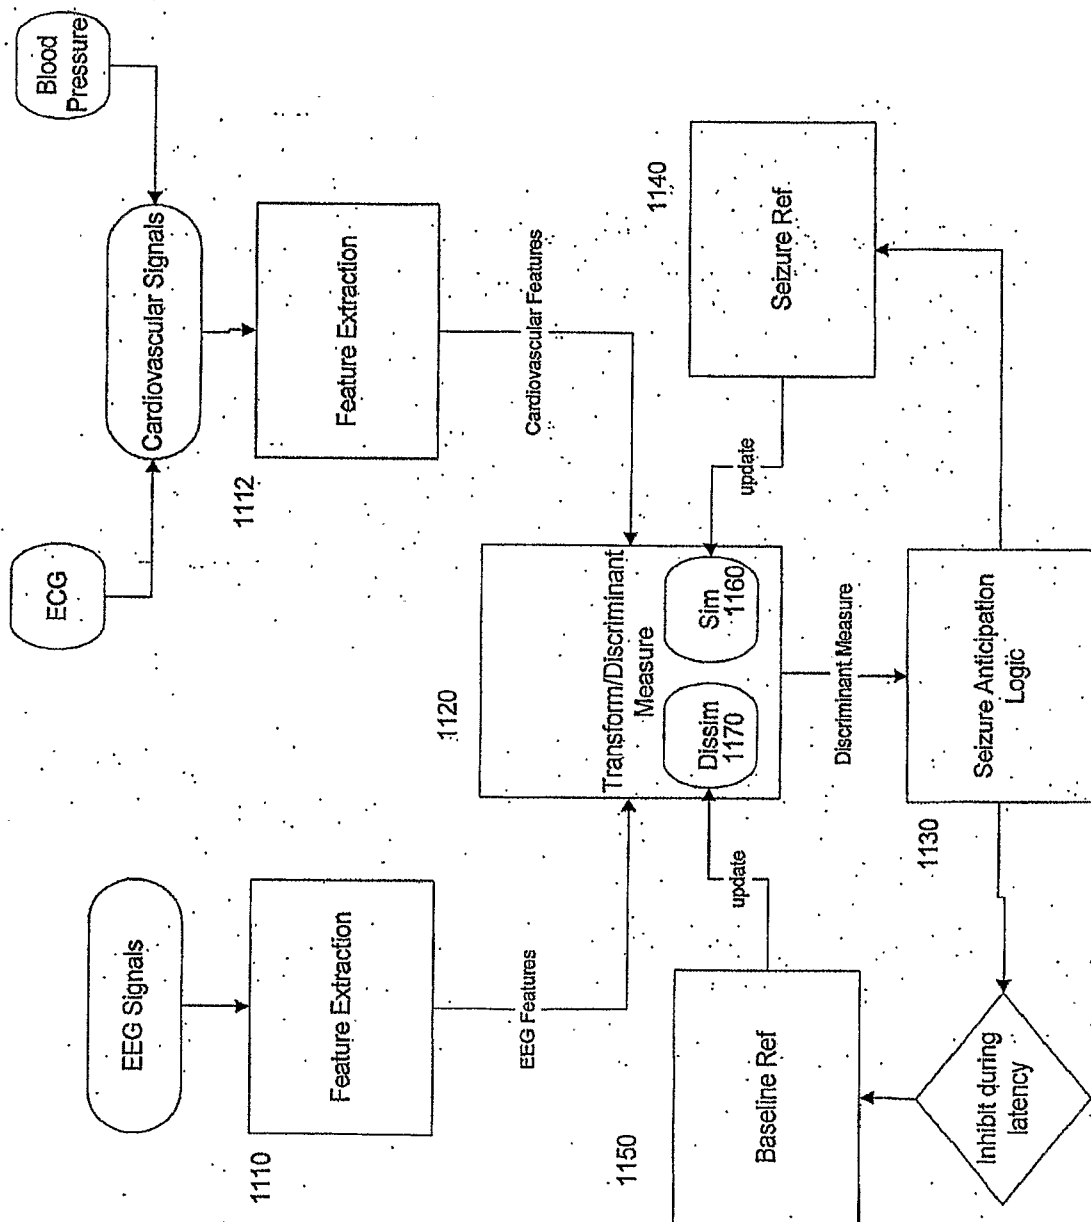 EEG Signals
ECG
Blood
Pressure
Cardiovascular Signals
1110
Feature Extraction
1112
Feature Extraction
EEG Features
Cardiovascular Features
1120
Transform/Discriminant
Measure
Dissim
1170
Sim
1160
update
update
1150
Baseline Ref
1140
Seizure Ref.
Discriminant Measure
1130
Seizure Anticipation
Logic
Inhibit during
latency